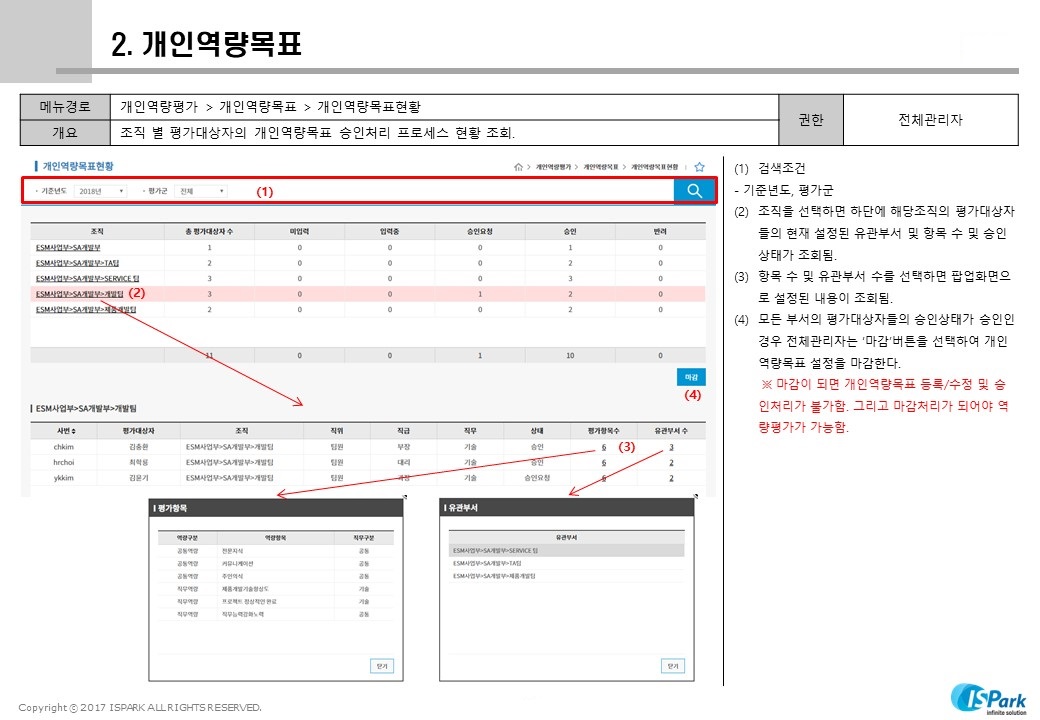 2. 개인역량목표
메뉴경로 개인역량평가 > 개인역량목표 > 개인역량목표현황 권한 전체관리자
개요 조직 별 평가대상자의 개인역량목표 승인처리 프로세스 현황 조회.
개인역량목표현황 > 개인역량평가 > 개인역량목표 > 개인역량목표현황
기준년도 2018년 평가군 전체 (1)
조직 총 평가대상자 수 미입력 입력중 승인요청 승인 반려
ESM사업부>SA개발부 1 0 0 0 1 0
ESM사업부>SA개발부>TA팀 2 0 0 0 2 0
ESM사업부>SA개발부>SERVICE 팀 3 0 0 0 3 0
ESM사업부>SA개발부>개발팀 (2) 3 0 0 1 2 0
ESM사업부>SA개발부>제품개발팀 2 0 0 0 2 0
11 0 0 1 10 0
마감
(4)
ESM사업부>SA개발부>개발팀
사번 평가대상자 조직 직위 직급 직무 상태 평가항목수 유관부서 수
chkim 김충환 ESM사업부>SA개발부>개발팀 팀원 부장 기술 승인 6 (3) 3
hrchoi 최학룡 ESM사업부>SA개발부>개발팀 팀원 대리 기술 승인 6 2
ykkim 김윤기 ESM사업부>SA개발부>개발팀 팀원 과장 기술 승인요청 6 2
평가항목
역량구분 역량항목 직무구분
공통역량 전문지식 공통
공통역량 커뮤니케이션 공통
공통역량 주인의식 공통
직무역량 제품개발기술향상도 기술
직무역량 프로젝트 정상적인 완료 기술
직무역량 직무능력강화노력 공통
닫기
유관부서
유관부서
ESM사업부>SA개발부>SERVICE 팀
ESM사업부>SA개발부>TA팀
ESM사업부>SA개발부>제품개발팀
닫기
(1) 검색조건
- 기준년도, 평가군
(2) 조직을 선택하면 하단에 해당조직의 평가대상자
들의 현재 설정된 유관부서 및 항목 수 및 승인
상태가 조회됨.
(3) 항목 수 및 유관부서 수를 선택하면 팝업화면으
로 설정된 내용이 조회됨.
(4) 모든 부서의 평가대상자들의 승인상태가 승인인
경우 전체관리자는 '마감'버튼을 선택하여 개인
역량목표 설정을 마감한다.
※ 마감이 되면 개인역량목표 등록/수정 및 승
인처리가 불가함. 그리고 마감처리가 되어야 역
량평가가 가능함.
Copyright ⓒ 2017 ISPARK ALL RIGHTS RESERVED.
ISPark
infinite solution